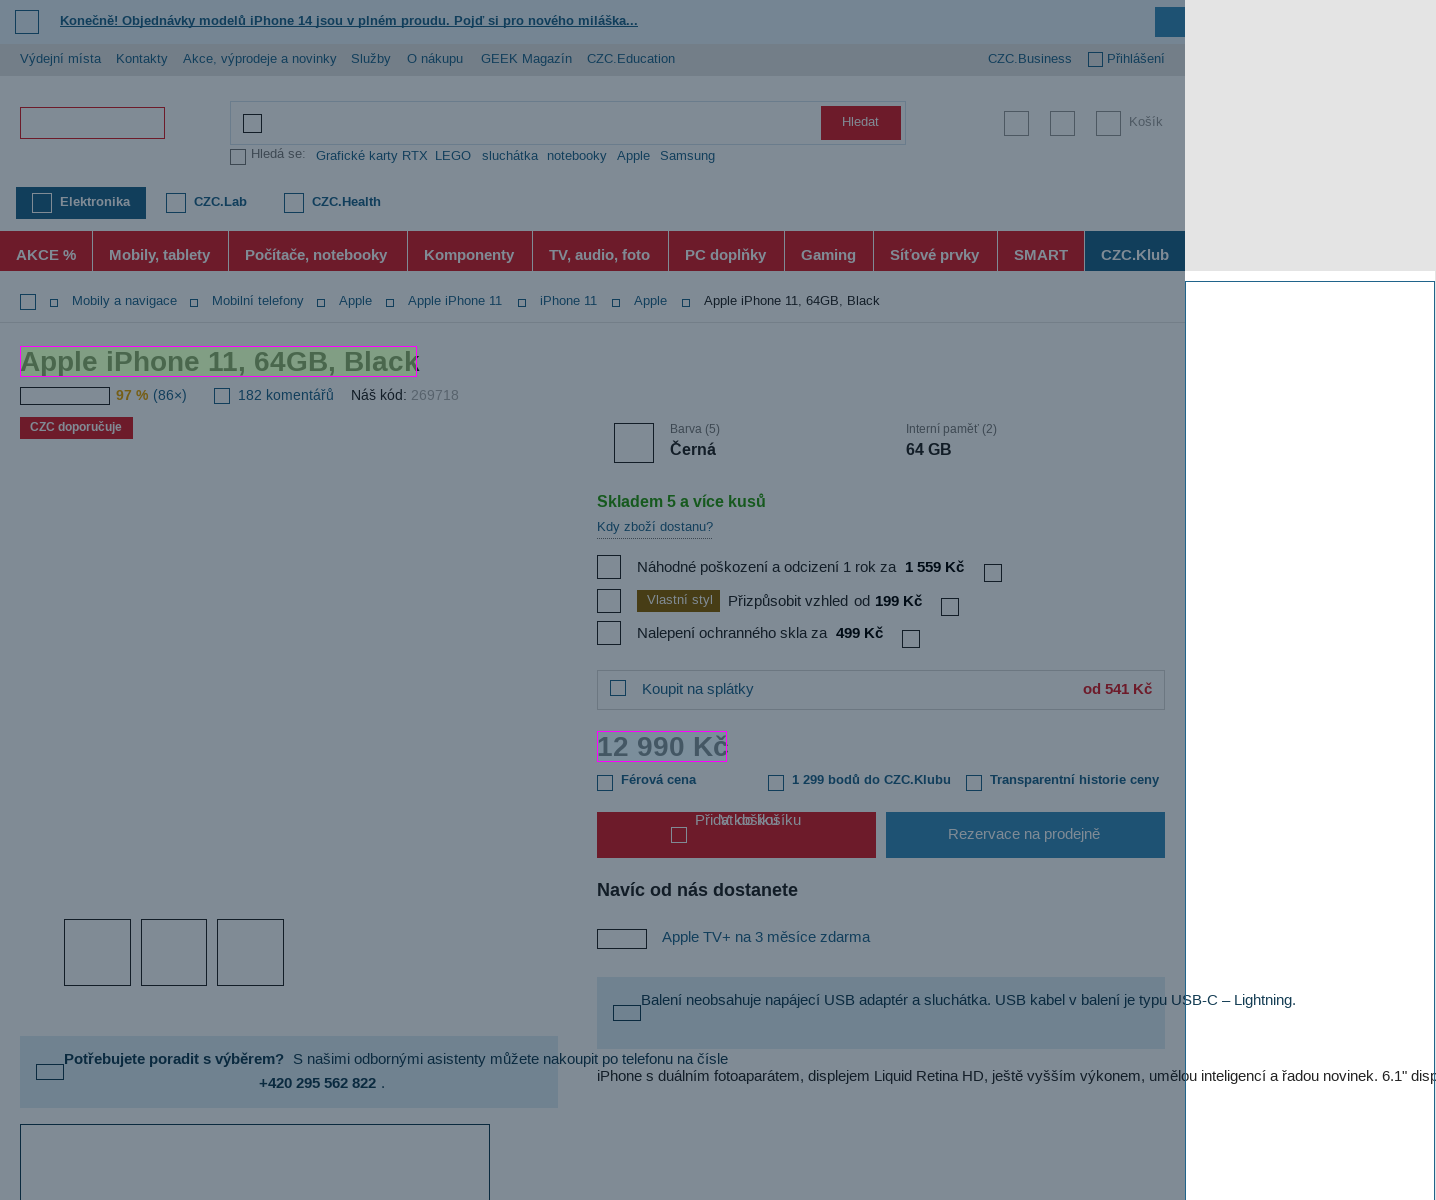 Konečně! Objednávky modelů iPhone 14 jsou v plném proudu. Pojď si pro nového miláška...
Výdejní místa Kontakty Akce, výprodeje a novinky Služby O nákupu GEEK Magazín CZC.Education CZC.Business Přihlášení
Hledat Košík
Hledá se: Grafické karty RTX LEGO sluchátka notebooky Apple Samsung
Elektronika CZC.Lab CZC.Health
AKCE % Mobily, tablety Počítače, notebooky Komponenty TV, audio, foto PC doplňky Gaming Síťové prvky SMART CZC.Klub
Mobily a navigace Mobilní telefony Apple Apple iPhone 11 iPhone 11 Apple Apple iPhone 11, 64GB, Black
Apple iPhone 11, 64GB, Black
97 % (86×) 182 komentářů Náš kód: 269718
CZC doporučuje
Barva (5) Interní paměť (2)
Černá 64 GB
Skladem 5 a více kusů
Kdy zboží dostanu?
Náhodné poškození a odcizení 1 rok za 1 559 Kč
Vlastní styl Přizpůsobit vzhled od 199 Kč
Nalepení ochranného skla za 499 Kč
Koupit na splátky od 541 Kč
12 990 Kč
Férová cena 1 299 bodů do CZC.Klubu Transparentní historie ceny
Přidat do košíku
V košíku
Rezervace na prodejně
Navíc od nás dostanete
Apple TV+ na 3 měsíce zdarma
Balení neobsahuje napájecí USB adaptér a sluchátka. USB kabel v balení je typu USB-C – Lightning.
Potřebujete poradit s výběrem? S našimi odbornými asistenty můžete nakoupit po telefonu na čísle
+420 295 562 822 .
iPhone s duálním fotoaparátem, displejem Liquid Retina HD, ještě vyšším výkonem, umělou inteligencí a řadou novinek. 6.1" disp